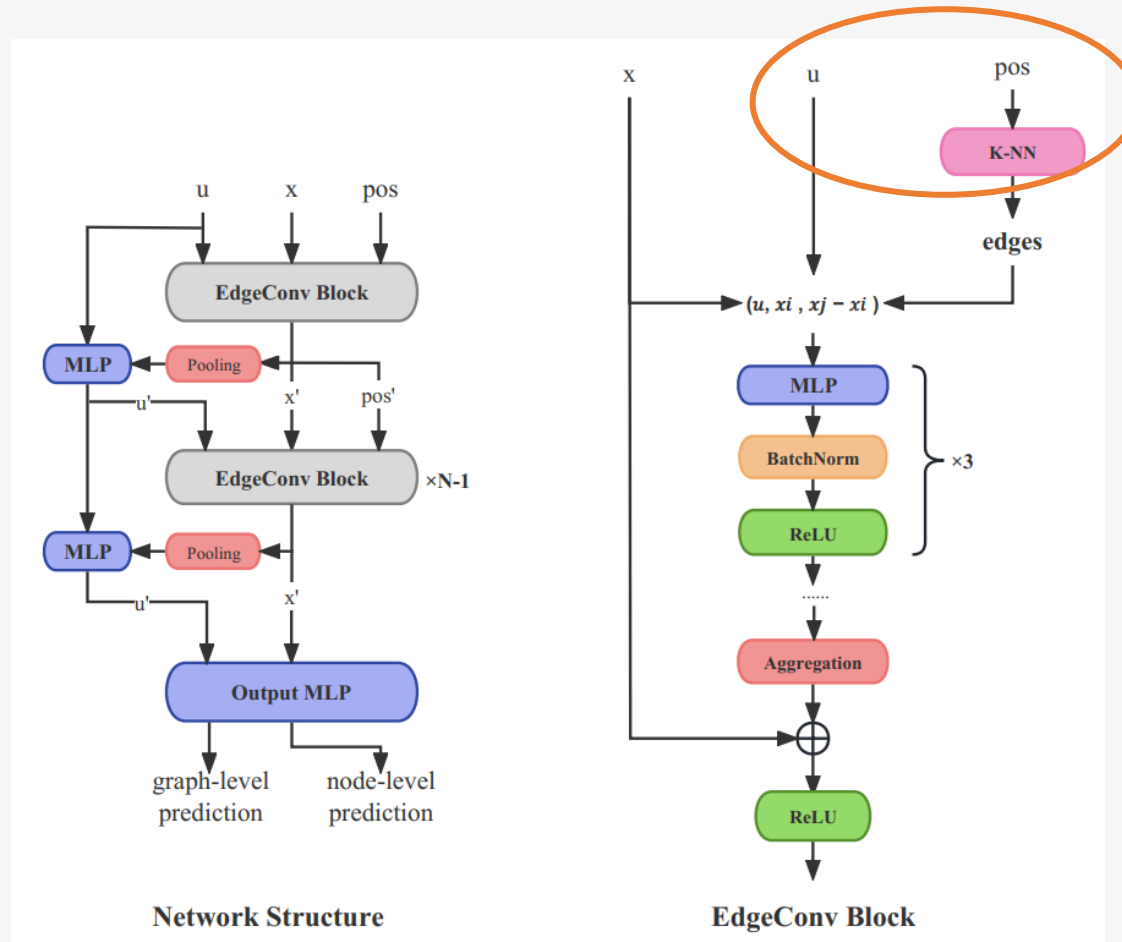 u x pos
EdgeConv Block
MLP Pooling
u' x' pos'
EdgeConv Block ×N-1
MLP Pooling
u' x'
Output MLP
graph-level
prediction
node-level
prediction
Network Structure
x u pos
K-NN
edges
(u, xi , xj − xi )
MLP
BatchNorm
×3
ReLU
......
Aggregation
ReLU
EdgeConv Block